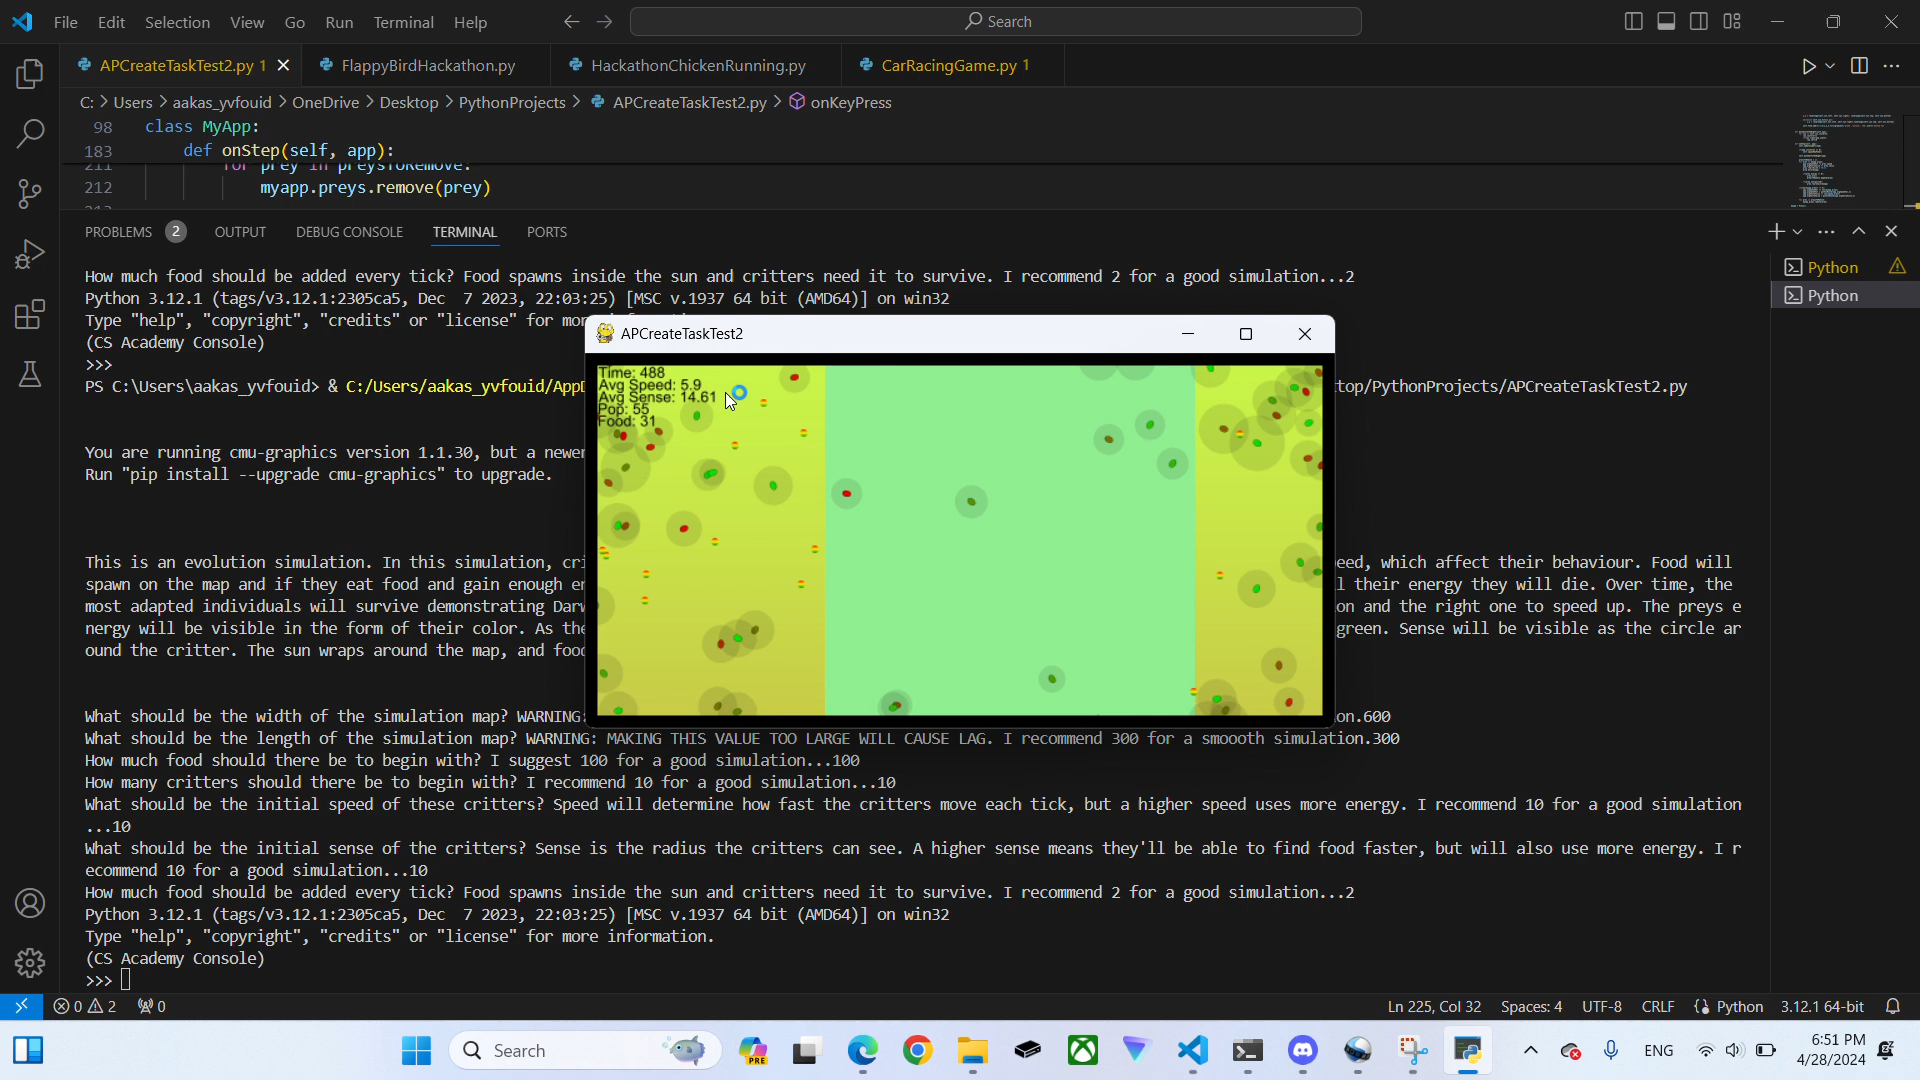 File Edit Selection View Go Run Terminal Help
Search
APCreateTaskTest2.py 1
FlappyBirdHackathon.py
HackathonChickenRunning.py
CarRacingGame.py 1
C: > Users > aakas_yvfouid > OneDrive > Desktop > PythonProjects > APCreateTaskTest2.py > onKeyPress
98 class MyApp:
183 def onStep(self, app):
211 for prey in preysToRemove:
212 myapp.preys.remove(prey)
PROBLEMS 2 OUTPUT DEBUG CONSOLE TERMINAL PORTS
Python
Python
How much food should be added every tick? Food spawns inside the sun and critters need it to survive. I recommend 2 for a good simulation...2
Python 3.12.1 (tags/v3.12.1:2305ca5, Dec  7 2023, 22:03:25) [MSC v.1937 64 bit (AMD64)] on win32
Type "help", "copyright", "credits" or "license" for mor
(CS Academy Console)
>>>
PS C:\Users\aakas_yvfouid> & C:/Users/aakas_yvfouid/App top/PythonProjects/APCreateTaskTest2.py
You are running cmu-graphics version 1.1.30, but a newe
Run "pip install --upgrade cmu-graphics" to upgrade.
This is an evolution simulation. In this simulation, cri eed, which affect their behaviour. Food will
spawn on the map and if they eat food and gain enough en l their energy they will die. Over time, the
most adapted individuals will survive demonstrating Dar on and the right one to speed up. The preys e
nergy will be visible in the form of their color. As the green. Sense will be visible as the circle ar
ound the critter. The sun wraps around the map, and foo
What should be the width of the simulation map? WARNING: on.600
What should be the length of the simulation map? WARNING: MAKING THIS VALUE TOO LARGE WILL CAUSE LAG. I recommend 300 for a smoooth simulation.300
How much food should there be to begin with? I suggest 100 for a good simulation...100
How many critters should there be to begin with? I recommend 10 for a good simulation...10
What should be the initial speed of these critters? Speed will determine how fast the critters move each tick, but a higher speed uses more energy. I recommend 10 for a good simulation
...10
What should be the initial sense of the critters? Sense is the radius the critters can see. A higher sense means they'll be able to find food faster, but will also use more energy. I r
ecommend 10 for a good simulation...10
How much food should be added every tick? Food spawns inside the sun and critters need it to survive. I recommend 2 for a good simulation...2
Python 3.12.1 (tags/v3.12.1:2305ca5, Dec  7 2023, 22:03:25) [MSC v.1937 64 bit (AMD64)] on win32
Type "help", "copyright", "credits" or "license" for more information.
(CS Academy Console)
>>>
APCreateTaskTest2
Time: 488
Avg Speed: 5.9
Avg Sense: 14.61
Pop: 55
Food: 31
0 2 0
Ln 225, Col 32 Spaces: 4 UTF-8 CRLF Python 3.12.1 64-bit
Search
PRE
ENG
6:51 PM
4/28/2024